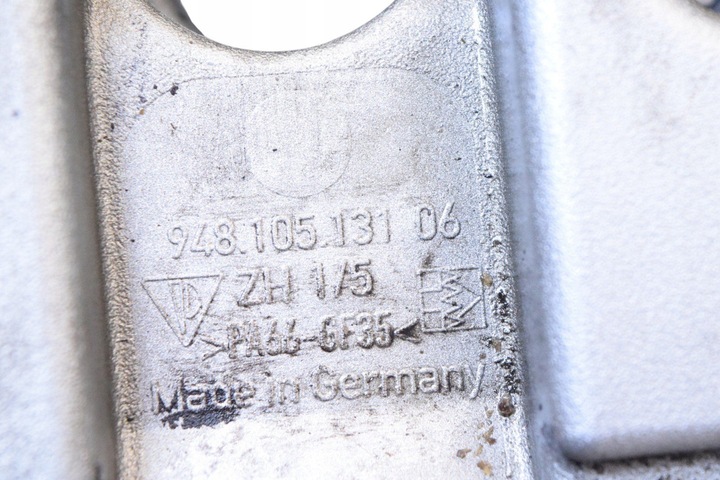 948.105.131 06
ZH 1/5
>PA66-GF35<
Made in Germany